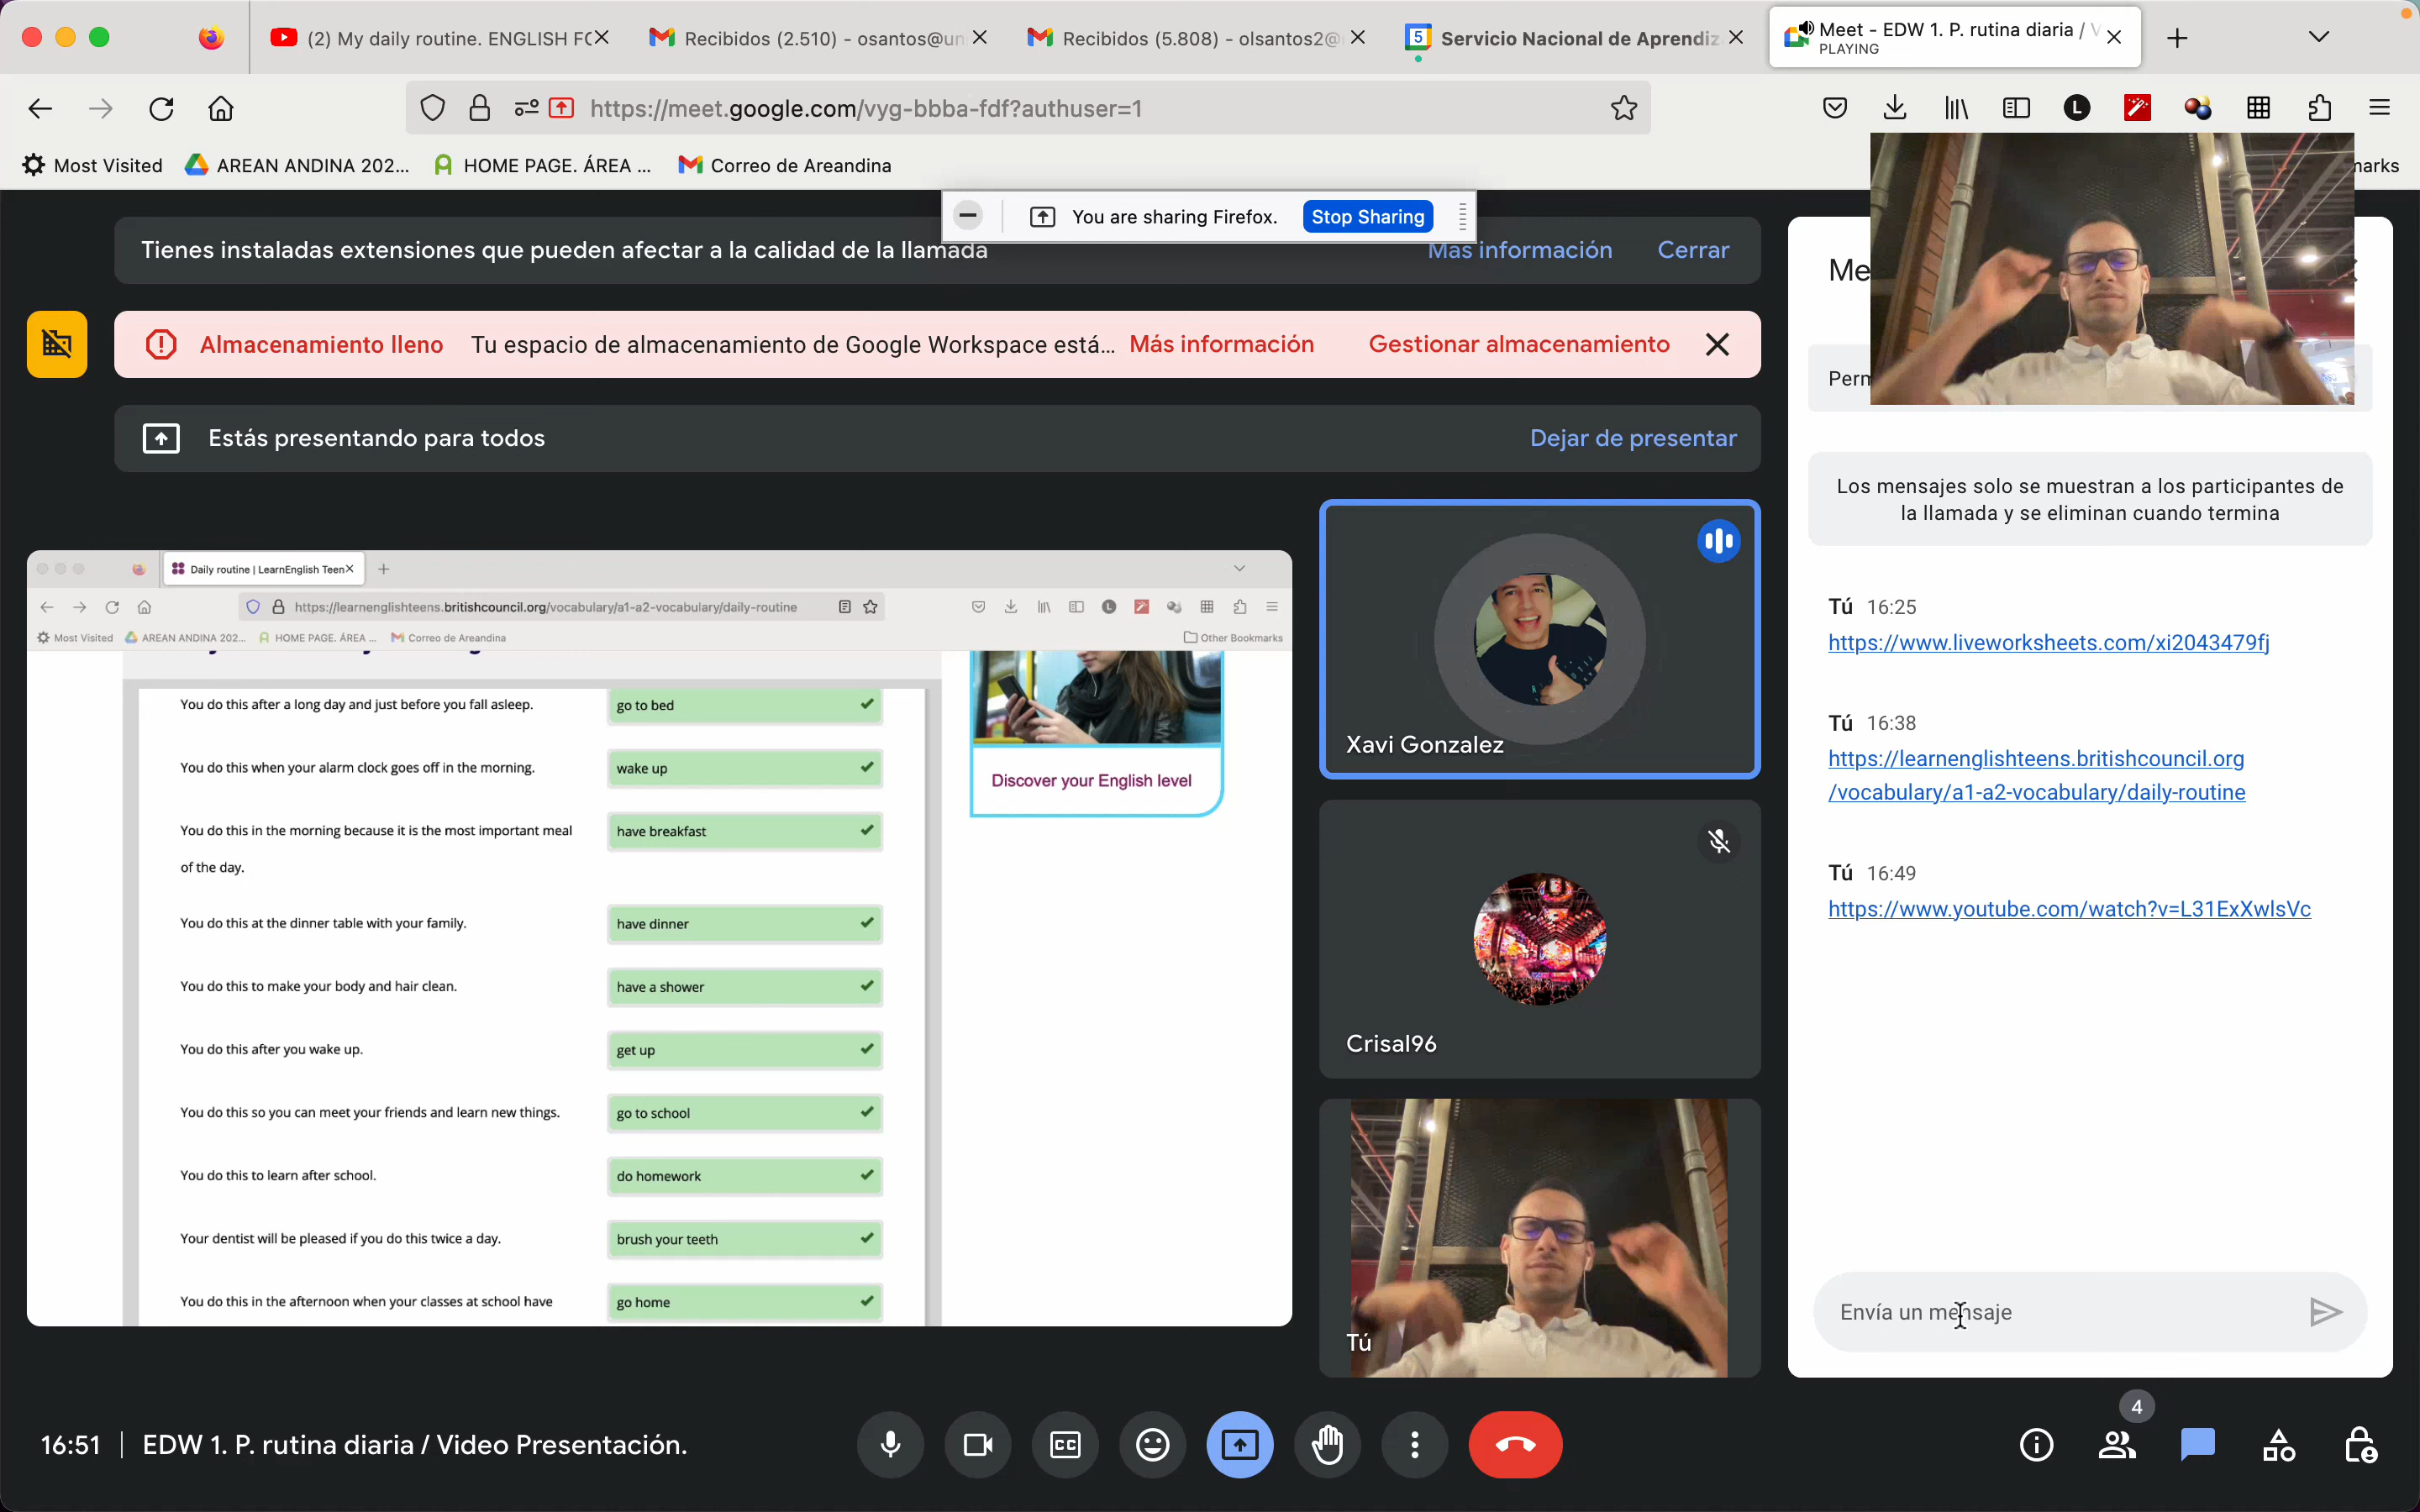 (2) My daily routine. ENGLISH FO
Recibidos (2.510) - osantos@un
Recibidos (5.808) - olsantos2@
5
Servicio Nacional de Aprendiz
Meet - EDW 1. P. rutina diaria / V
PLAYING
https://meet.google.com/vyg-bbba-fdf?authuser=1
L
Most Visited
AREAN ANDINA 202...
HOME PAGE. ÁREA ...
Correo de Areandina
marks
You are sharing Firefox.
Stop Sharing
Tienes instaladas extensiones que pueden afectar a la calidad de la llamada
Más información
Cerrar
Almacenamiento lleno
Tu espacio de almacenamiento de Google Workspace está...
Más información
Gestionar almacenamiento
Estás presentando para todos
Dejar de presentar
Daily routine | LearnEnglish Teen
https://learnenglishteens.britishcouncil.org/vocabulary/a1-a2-vocabulary/daily-routine
L
Most Visited
AREAN ANDINA 202...
HOME PAGE. ÁREA ...
Correo de Areandina
Other Bookmarks
You do this after a long day and just before you fall asleep.
go to bed
You do this when your alarm clock goes off in the morning.
wake up
You do this in the morning because it is the most important meal
of the day.
have breakfast
You do this at the dinner table with your family.
have dinner
You do this to make your body and hair clean.
have a shower
You do this after you wake up.
get up
You do this so you can meet your friends and learn new things.
go to school
You do this to learn after school.
do homework
Your dentist will be pleased if you do this twice a day.
brush your teeth
You do this in the afternoon when your classes at school have
go home
Discover your English level
Xavi Gonzalez
Crisal96
Tú
Me
Perm
Los mensajes solo se muestran a los participantes de
la llamada y se eliminan cuando termina
Tú 16:25
https://www.liveworksheets.com/xi2043479fj
Tú 16:38
https://learnenglishteens.britishcouncil.org
/vocabulary/a1-a2-vocabulary/daily-routine
Tú 16:49
https://www.youtube.com/watch?v=L31ExXwlsVc
Envía un mensaje
16:51
EDW 1. P. rutina diaria / Video Presentación.
CC
4